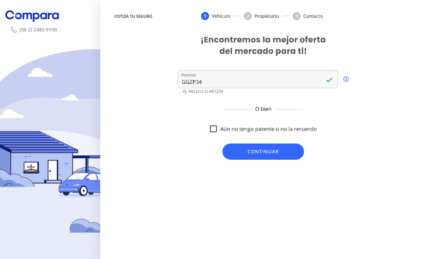 Compara
(56 2) 2483 9100
COTIZA TU SEGURO
1 Vehículo
2 Propietario
3 Contacto
¡Encontremos la mejor oferta
del mercado para ti!
Patente
GGZP34
Ej: ABCD12 O AB1234
O bien
Aún no tengo patente o no la recuerdo
CONTINUAR